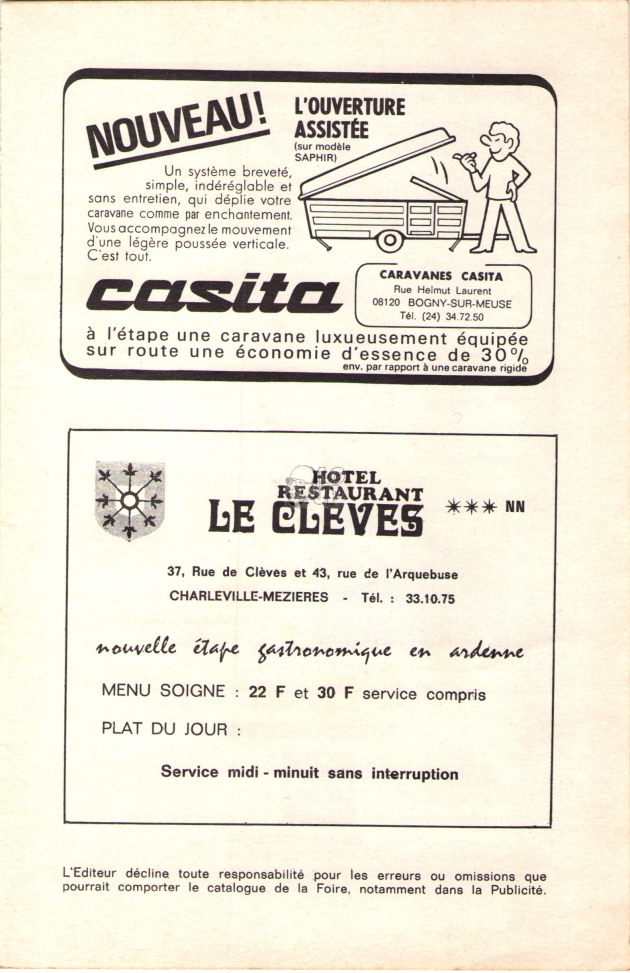 NOUVEAU!
L'OUVERTURE
ASSISTÉE
(sur modèle
SAPHIR)
Un système breveté,
simple, indéréglable et
sans entretien, qui déplie votre
caravane comme par enchantement.
Vous accompagnez le mouvement
d'une légère poussée verticale.
C'est tout.
casita
CARAVANES CASITA
Rue Helmut Laurent
08120 BOGNY-SUR-MEUSE
Tél. (24) 34.72.50
à l'étape une caravane luxueusement équipée
sur route une économie d'essence de 30%
env. par rapport à une caravane rigide
HOTEL
RESTAURANT
LE CLEVES
*** NN
37, Rue de Clèves et 43, rue de l'Arquebuse
CHARLEVILLE-MEZIERES - Tél. : 33.10.75
nouvelle étape gastronomique en ardenne
MENU SOIGNE : 22 F et 30 F service compris
PLAT DU JOUR :
Service midi - minuit sans interruption
L'Editeur décline toute responsabilité pour les erreurs ou omissions que
pourrait comporter le catalogue de la Foire, notamment dans la Publicité.